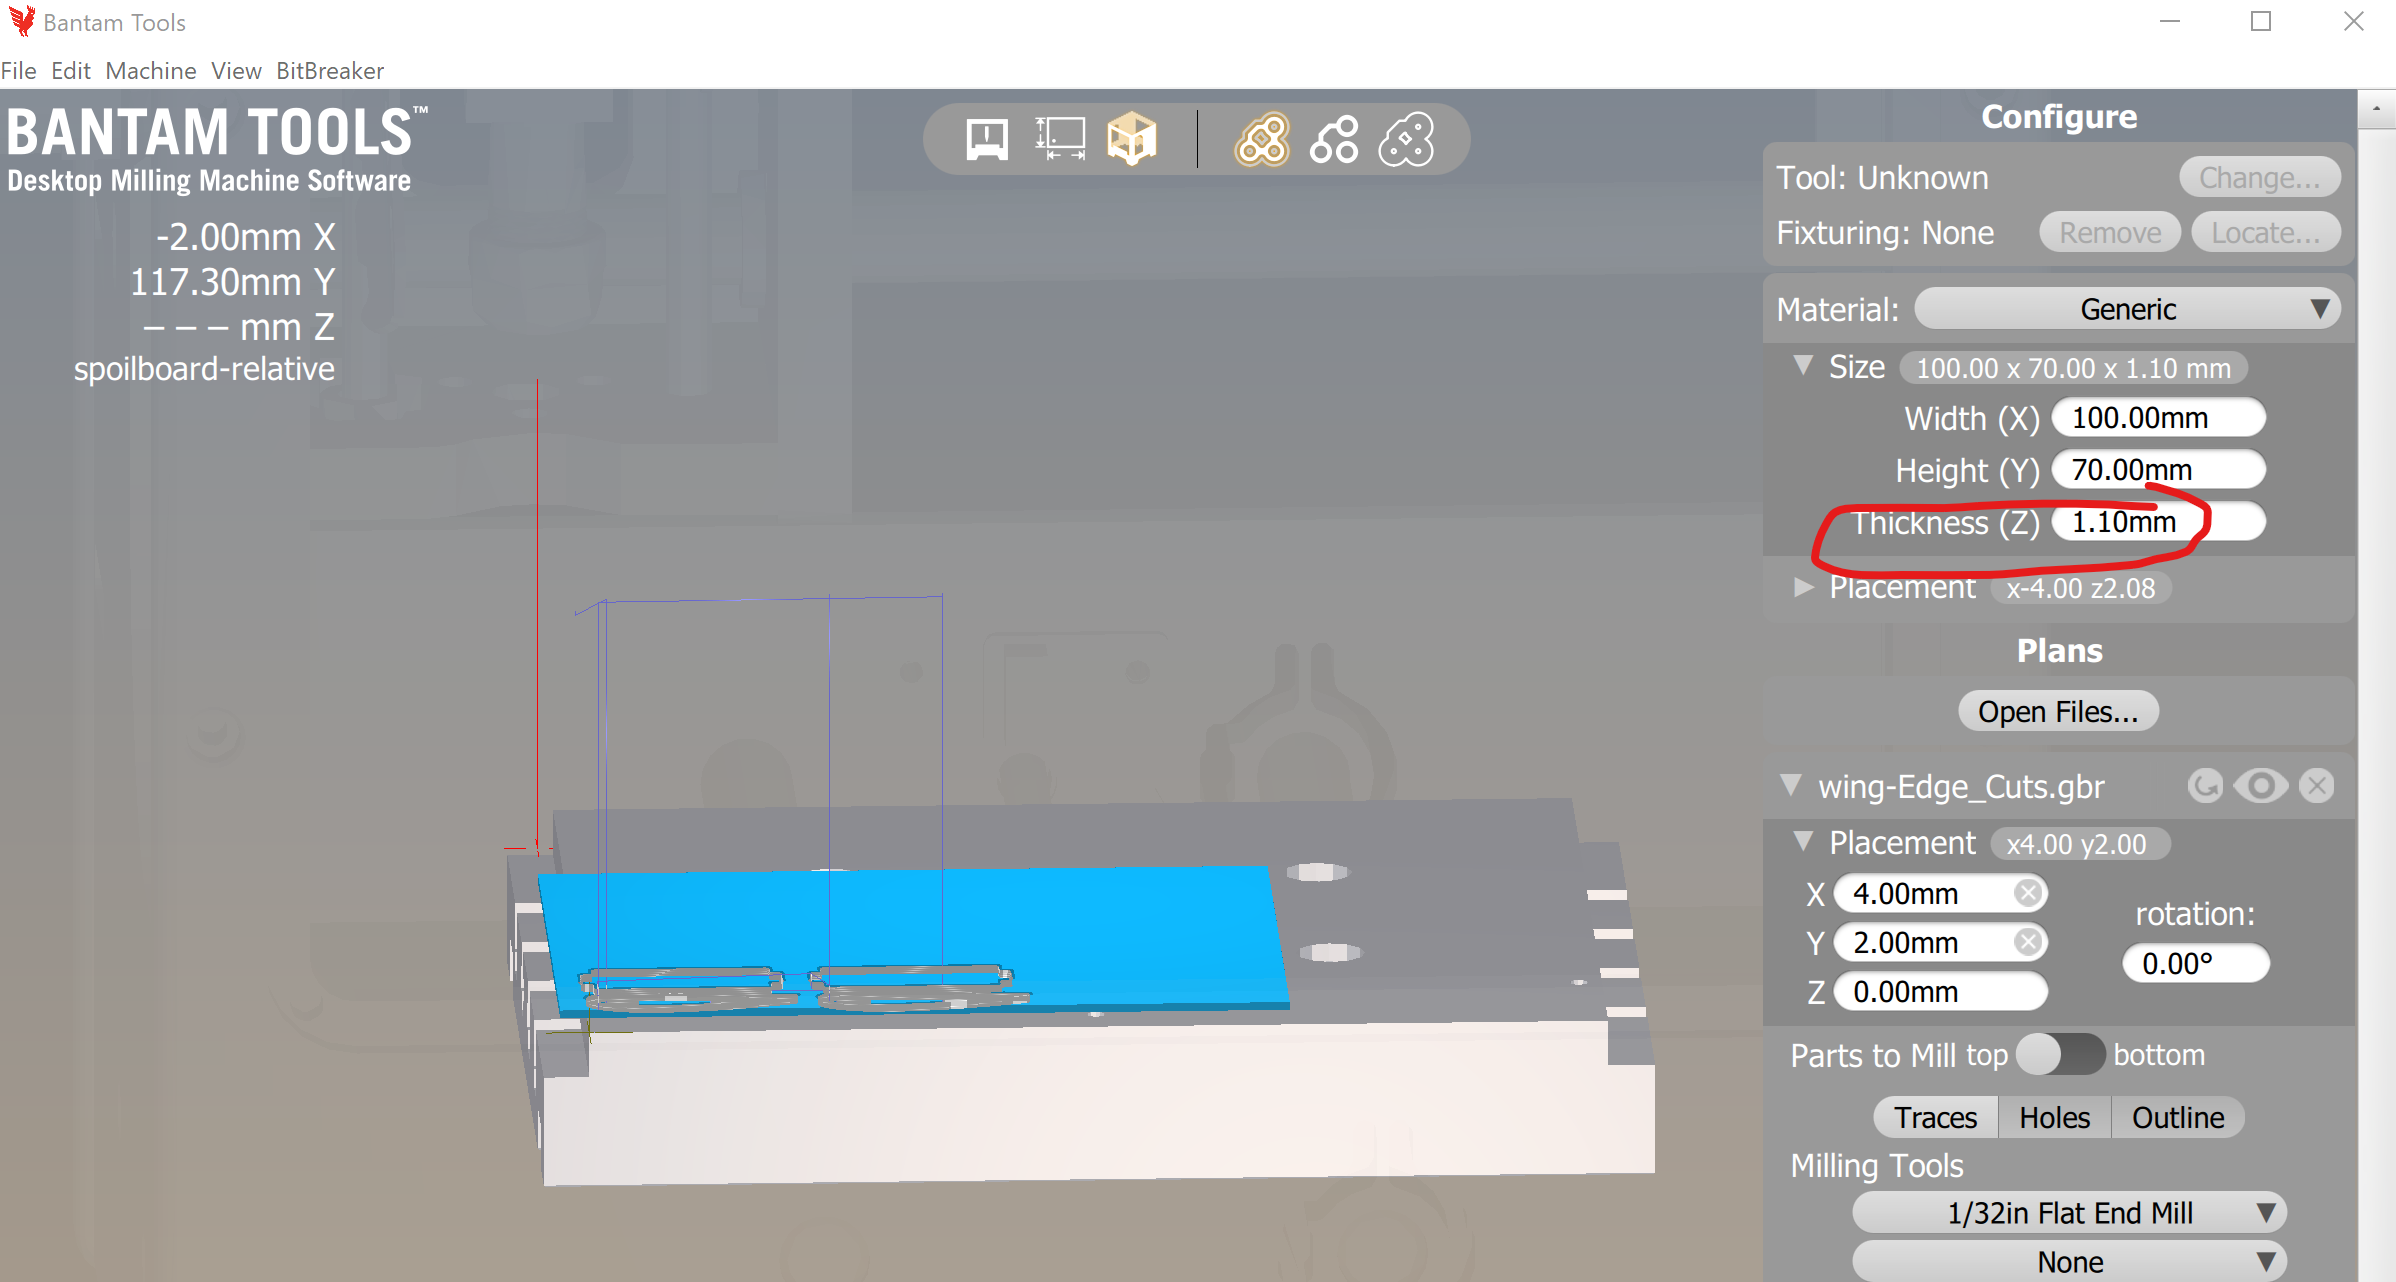 Bantam Tools
File Edit Machine View BitBreaker
BANTAM TOOLS™
Desktop Milling Machine Software
-2.00mm X
117.30mm Y
– – – mm Z
spoilboard-relative
Configure
Tool: Unknown Change...
Fixturing: None Remove Locate...
Material: Generic
Size 100.00 x 70.00 x 1.10 mm
Width (X) 100.00mm
Height (Y) 70.00mm
Thickness (Z) 1.10mm
Placement x-4.00 z2.08
Plans
Open Files...
wing-Edge_Cuts.gbr
Placement x4.00 y2.00
X 4.00mm
rotation:
Y 2.00mm
0.00°
Z 0.00mm
Parts to Mill top bottom
Traces Holes Outline
Milling Tools
1/32in Flat End Mill
None